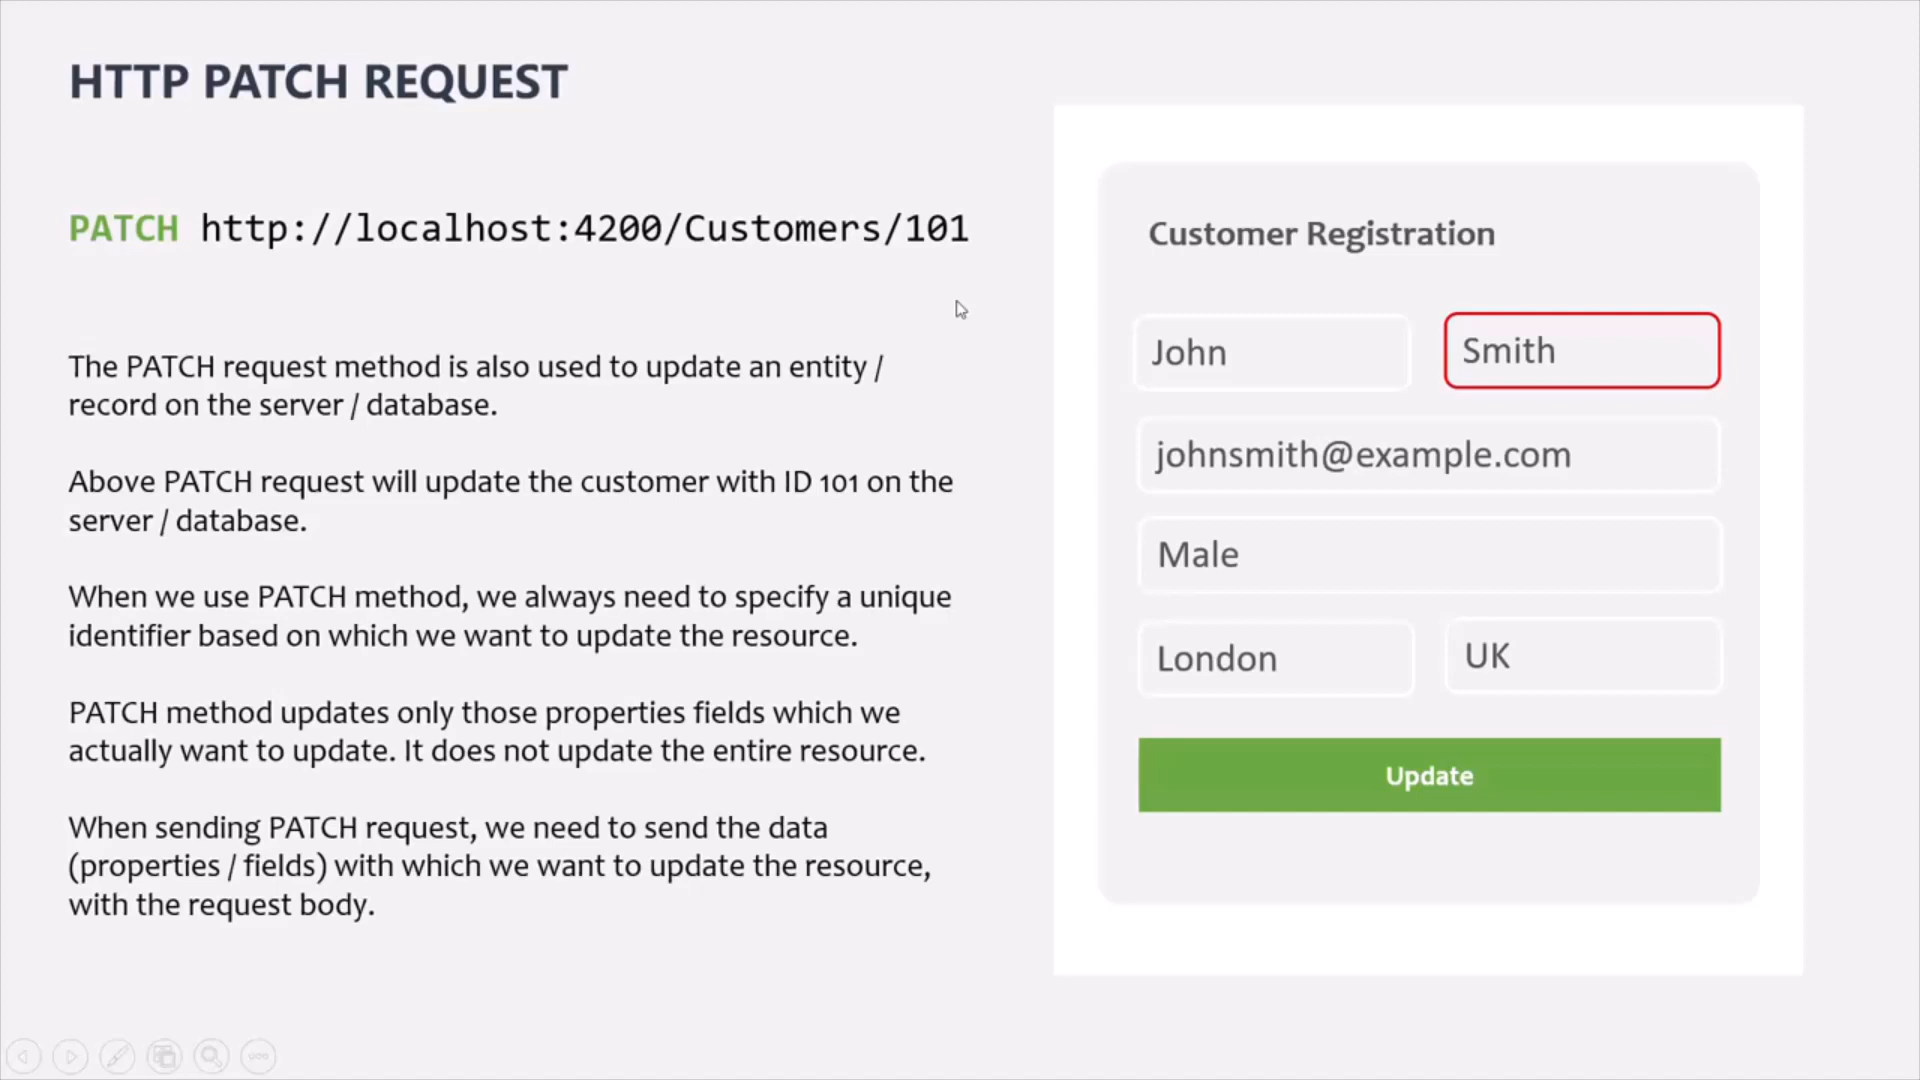 HTTP PATCH REQUEST
PATCH http://localhost:4200/Customers/101
The PATCH request method is also used to update an entity /
record on the server / database.
Above PATCH request will update the customer with ID 101 on the
server / database.
When we use PATCH method, we always need to specify a unique
identifier based on which we want to update the resource.
PATCH method updates only those properties fields which we
actually want to update. It does not update the entire resource.
When sending PATCH request, we need to send the data
(properties / fields) with which we want to update the resource,
with the request body.
Customer Registration
John
Smith
johnsmith@example.com
Male
London
UK
Update